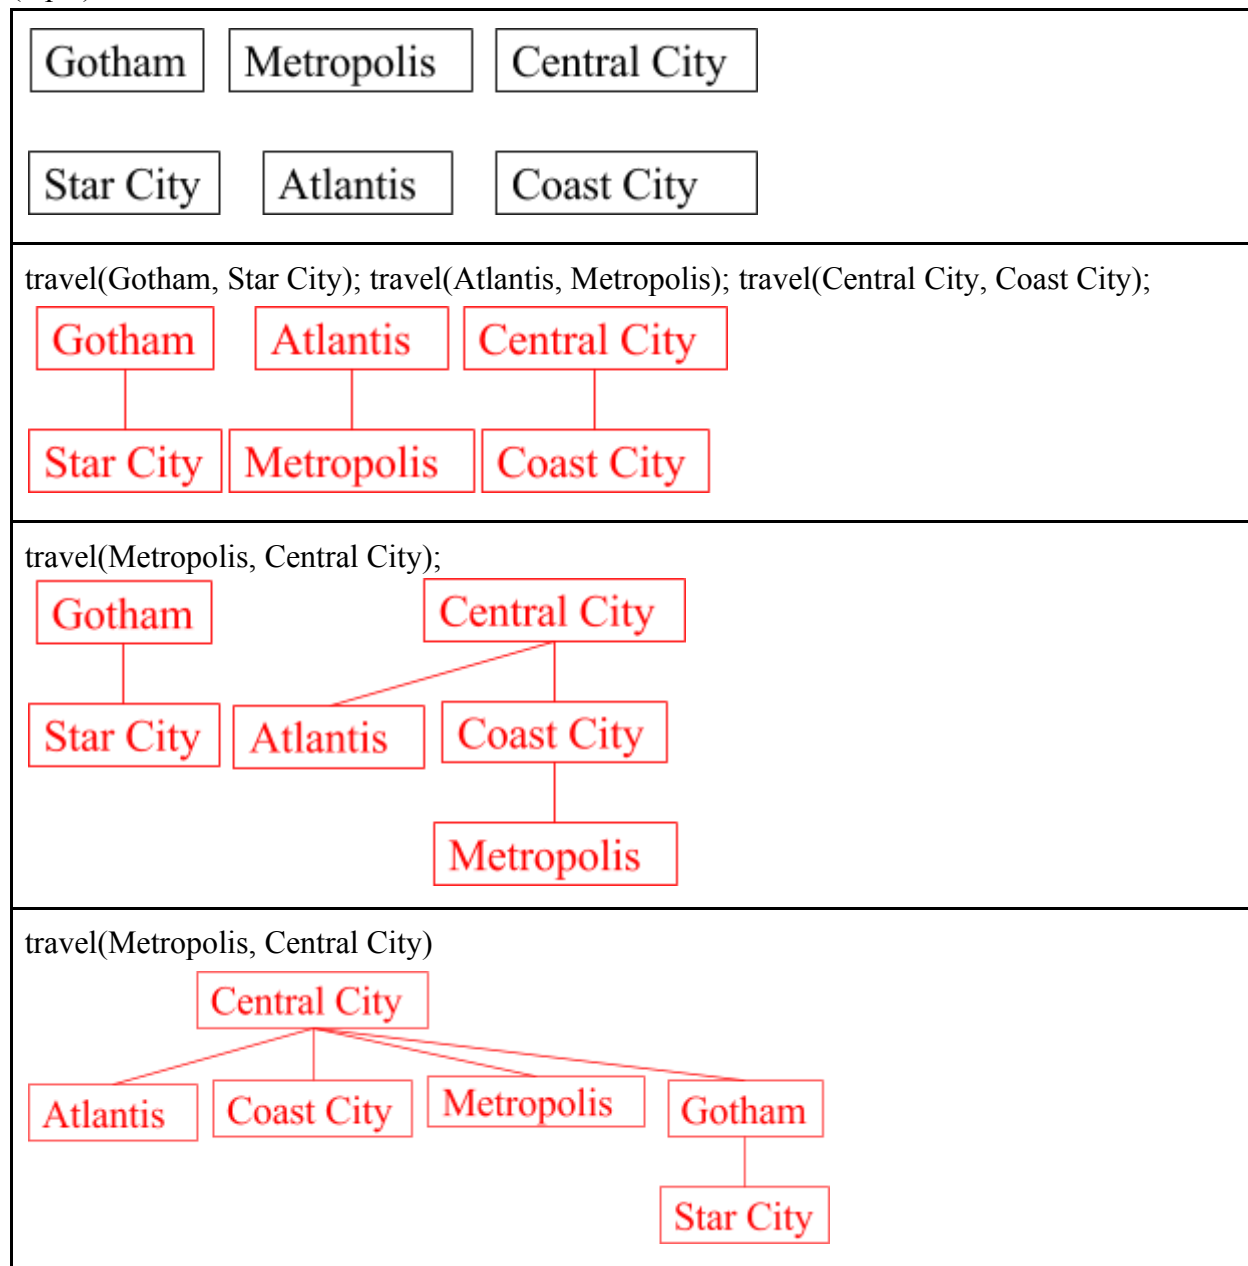 Gotham Metropolis Central City
Star City Atlantis Coast City
travel(Gotham, Star City); travel(Atlantis, Metropolis); travel(Central City, Coast City);
Gotham Atlantis Central City
Star City Metropolis Coast City
travel(Metropolis, Central City);
Gotham Central City
Star City Atlantis Coast City
Metropolis
travel(Metropolis, Central City)
Central City
Atlantis Coast City Metropolis Gotham
Star City